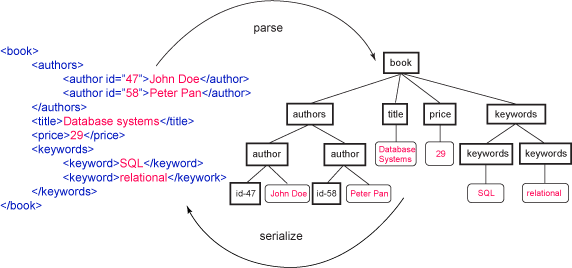 parse
<book>
<authors>
<author id="47">John Doe</author>
<author id="58">Peter Pan</author>
</authors>
<title>Database systems</title>
<price>29</price>
<keywords>
<keyword>SQL</keyword>
<keyword>relational</keywork>
</keywords>
</book>
book
authors title price keywords
author author Database Systems 29 keywords keywords
id-47 John Doe id-58 Peter Pan SQL relational
serialize